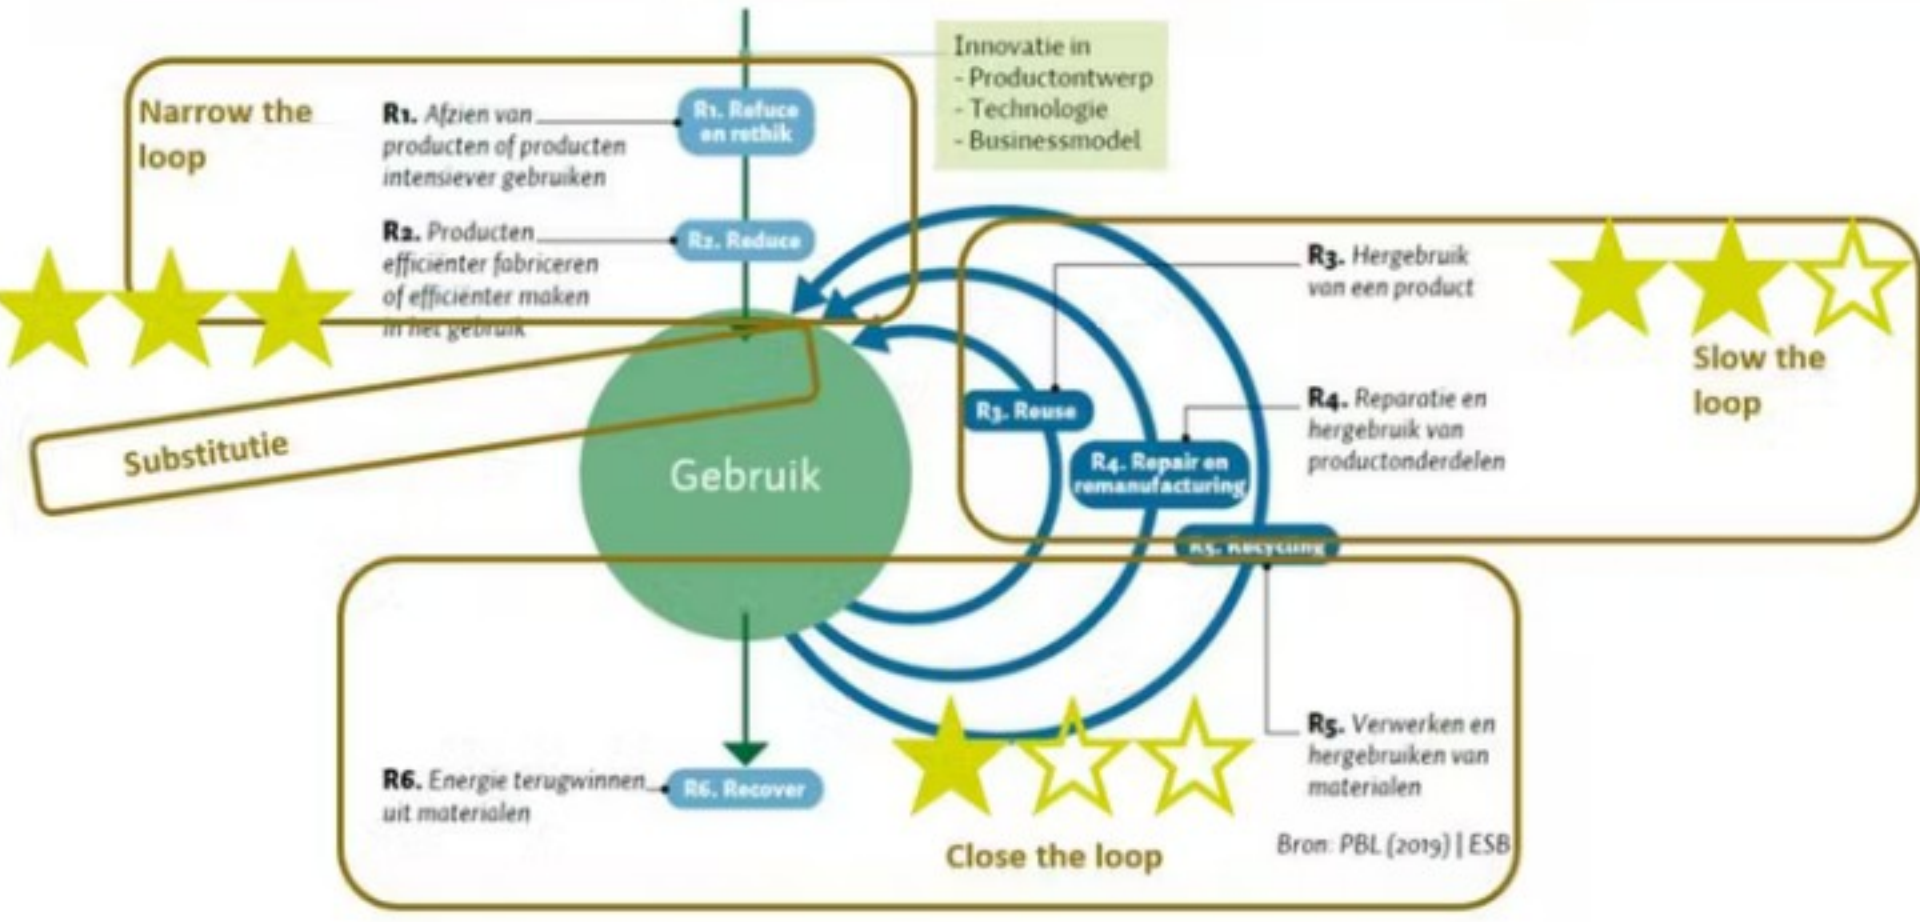 Innovatie in
- Productontwerp
- Technologie
- Businessmodel
Narrow the
loop
R1. Afzien van
producten of producten
intensiever gebruiken
R1. Refuce
en rethik
R2. Producten
efficiënter fabriceren
of efficiënter maken
in het gebruik
R2. Reduce
Substitutie
Gebruik
R3. Hergebruik
van een product
R3. Reuse
Slow the
loop
R4. Reparatie en
hergebruik van
productonderdelen
R4. Repair en
remanufacturing
R5. Recycling
R5. Verwerken en
hergebruiken van
materialen
R6. Energie terugwinnen
uit materialen
R6. Recover
Close the loop
Bron: PBL (2019) | ESB